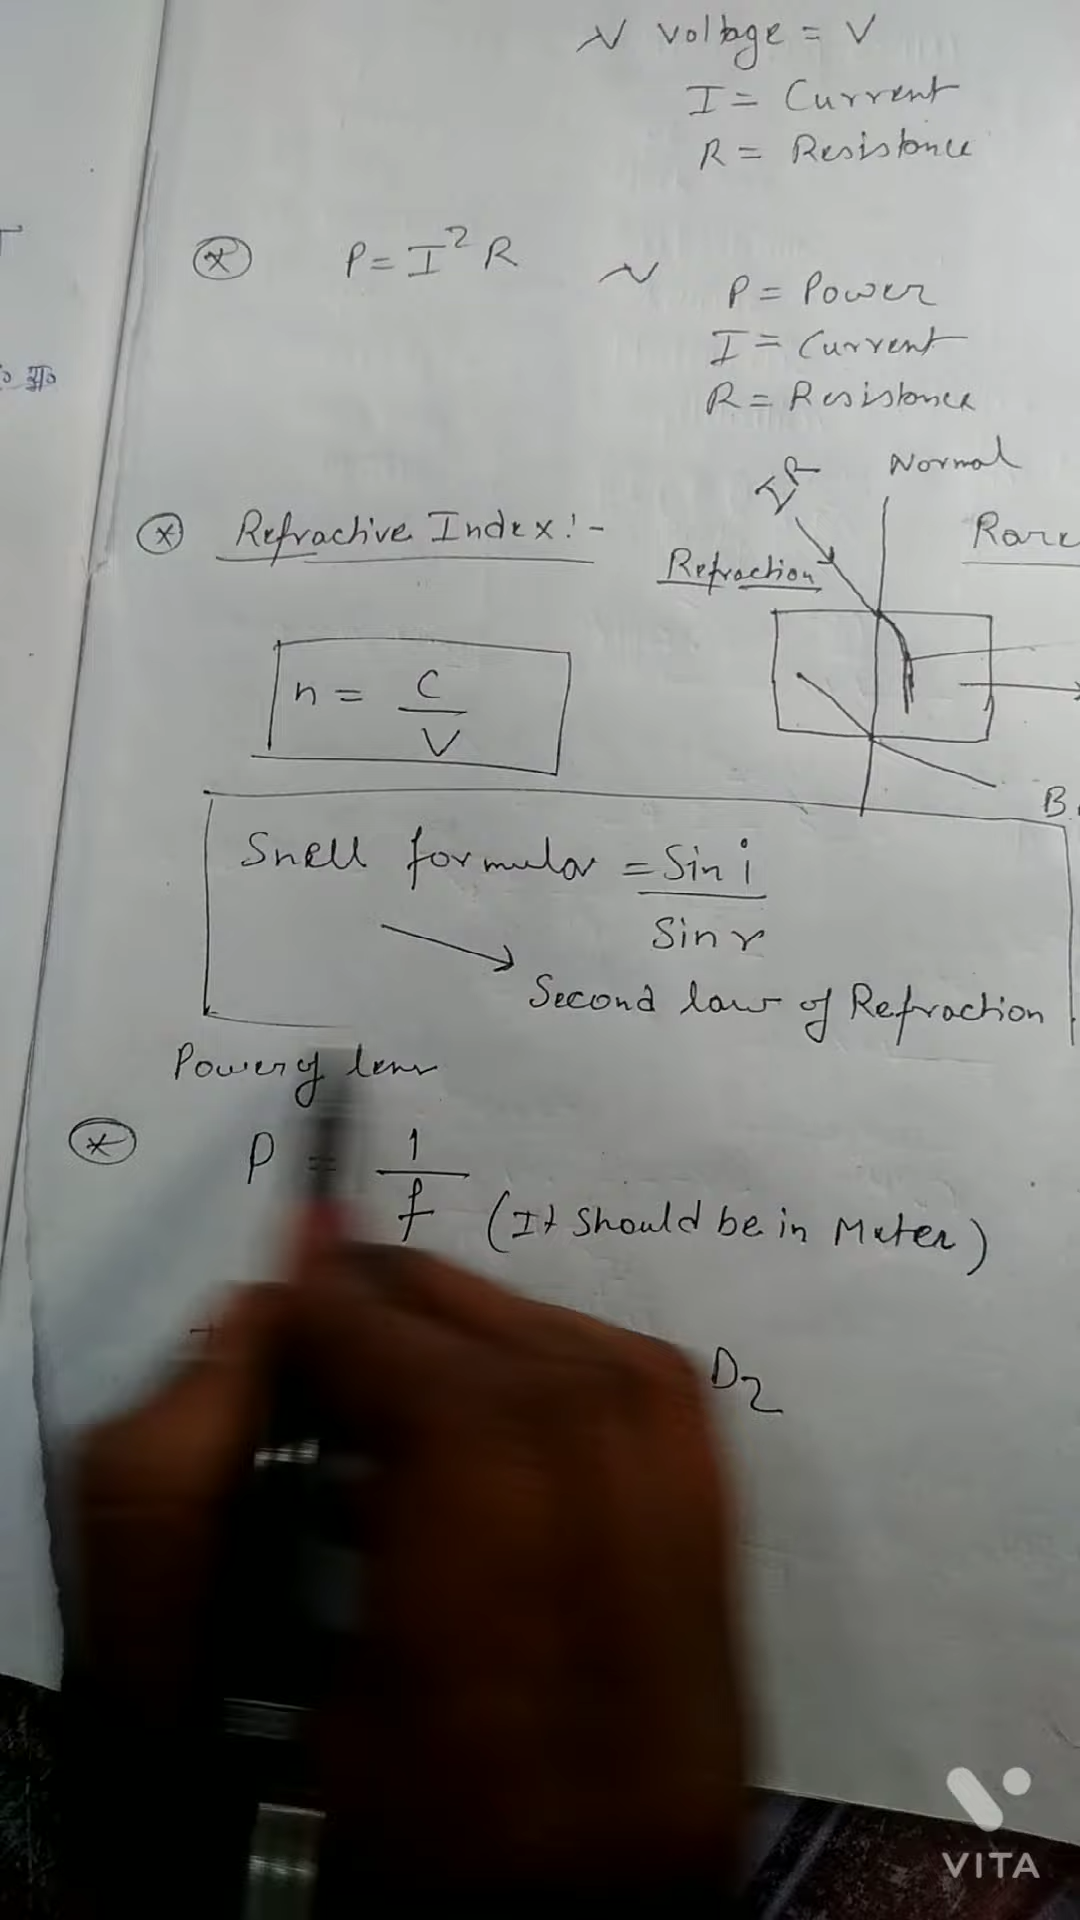 ~ Voltage = V
I = Current
R = Resistance
P = I² R ~
P = Power
I = Current
R = Resistance
Refractive Index :-
IR
Normal
Refraction
n = C/V
Snell formula = Sin i / Sin r
→ Second law of Refraction
Power of lens
P = 1/f (It should be in Meter)
VITA